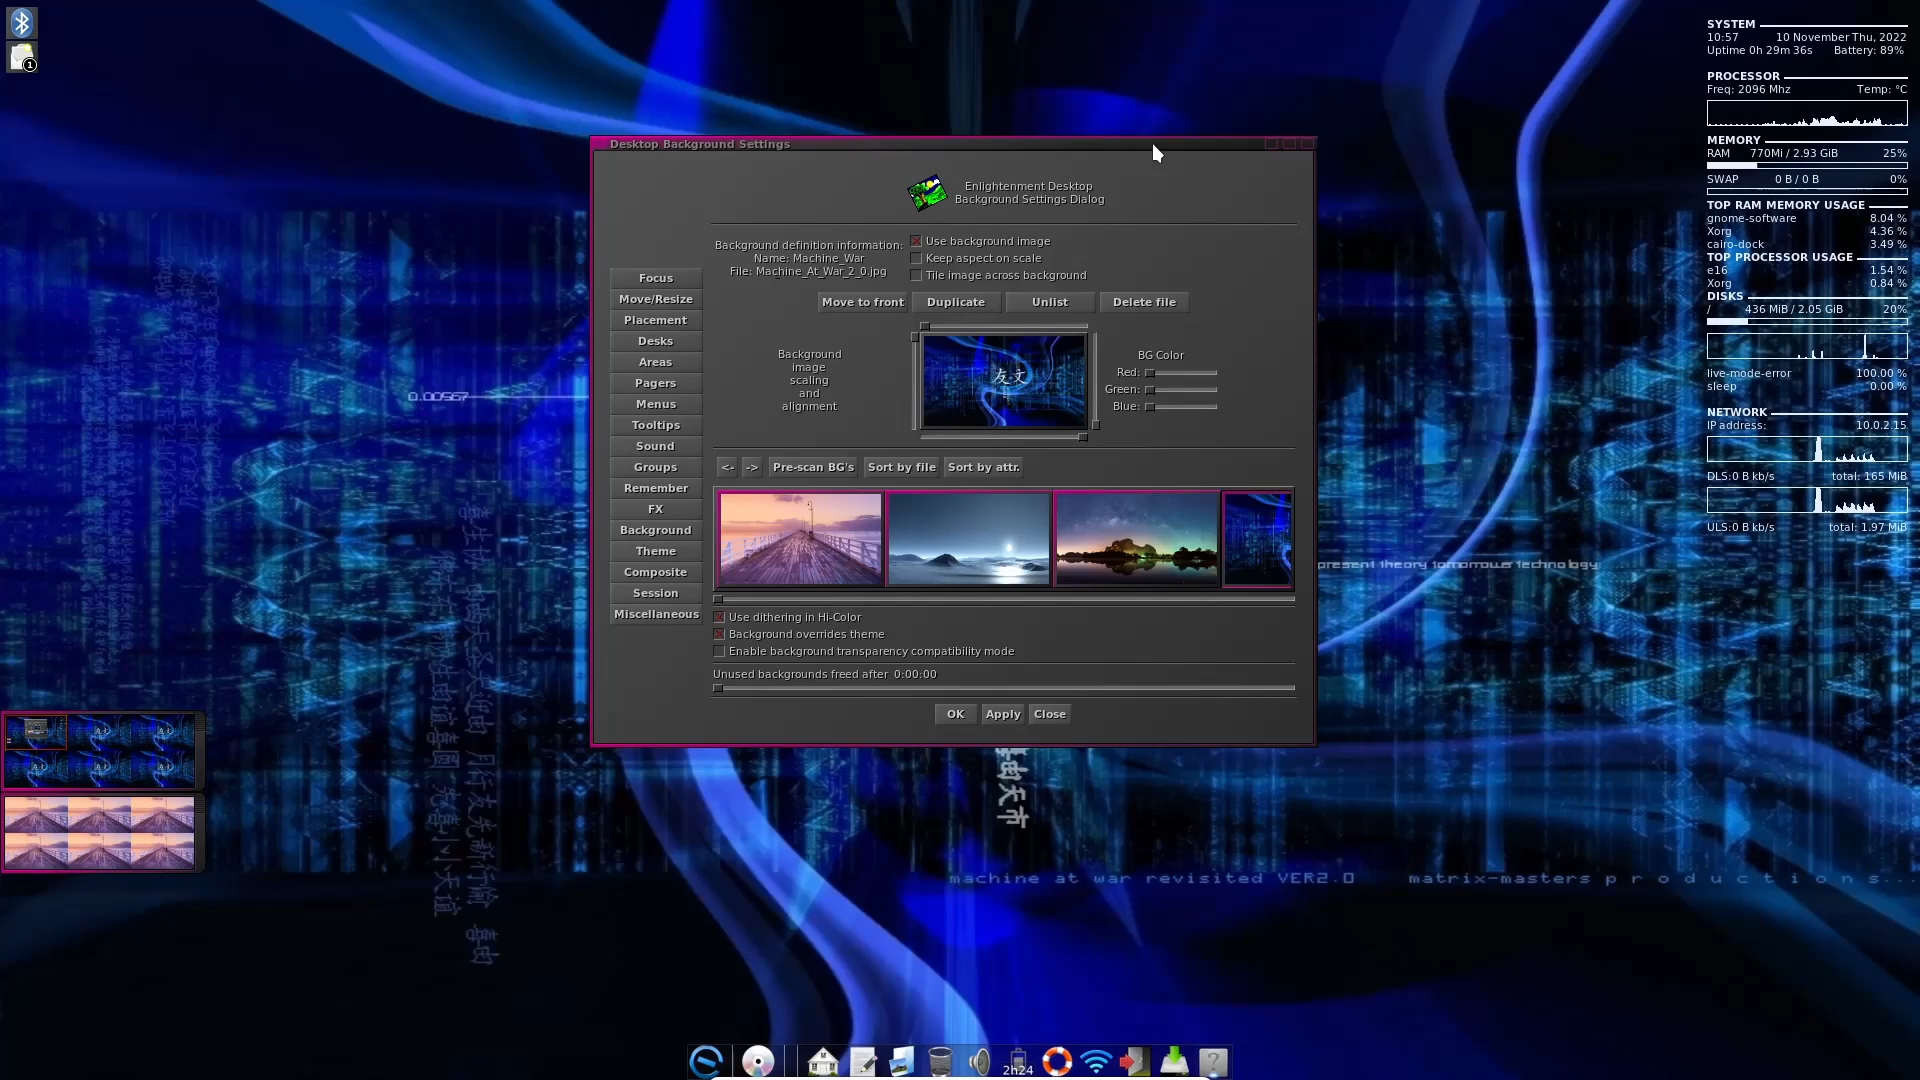 SYSTEM
10:57 10 November Thu, 2022
Uptime 0h 29m 36s Battery: 89%
PROCESSOR
Freq: 2096 Mhz Temp: °C
MEMORY
RAM 770Mi / 2.93 GiB 25%
SWAP 0 B / 0 B 0%
TOP RAM MEMORY USAGE
gnome-software 8.04 %
Xorg 4.36 %
cairo-dock 3.49 %
TOP PROCESSOR USAGE
e16 1.54 %
Xorg 0.84 %
DISKS
/ 436 MiB / 2.05 GiB 20%
live-mode-error 100.00 %
sleep 0.00 %
NETWORK
IP address: 10.0.2.15
DLS:0 B kb/s total: 165 MiB
ULS:0 B kb/s total: 1.97 MiB
1
Desktop Background Settings
Enlightenment Desktop
Background Settings Dialog
Focus
Move/Resize
Placement
Desks
Areas
Pagers
Menus
Tooltips
Sound
Groups
Remember
FX
Background
Theme
Composite
Session
Miscellaneous
Background definition information:
Name: Machine_War
File: Machine_At_War_2_0.jpg
Use background image
Keep aspect on scale
Tile image across background
Move to front Duplicate Unlist Delete file
Background
image
scaling
and
alignment
友文
BG Color
Red:
Green:
Blue:
<- -> Pre-scan BG's Sort by file Sort by attr.
Use dithering in Hi-Color
Background overrides theme
Enable background transparency compatibility mode
Unused backgrounds freed after 0:00:00
OK Apply Close
0.00567
present theory tomorrow technology
machine at war revisited VER2.0 matrix-masters productions...
2h24